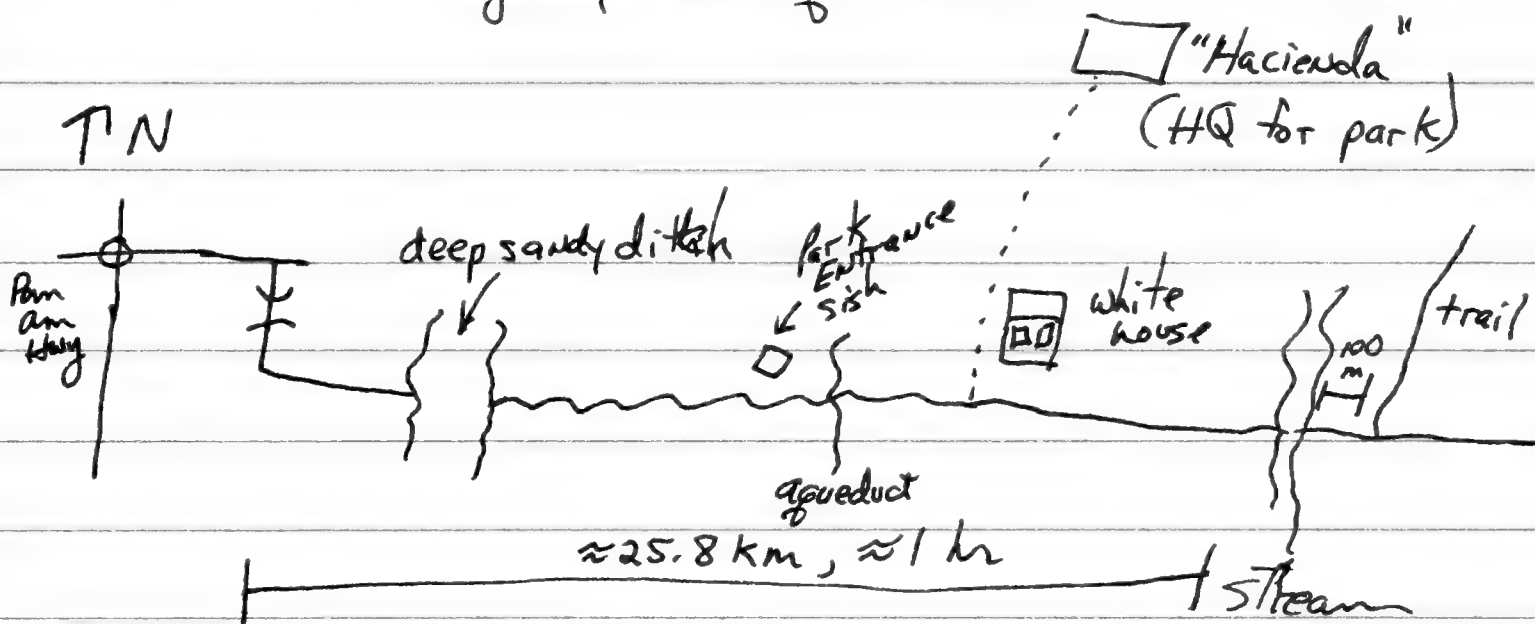 "Hacienda"
(HQ for park)
N
deep sandy ditch
Park
Entrance
sign
Pam
am
Hwy
white
house
100
m
trail
aqueduct
≈25.8 km, ≈1 hr
stream